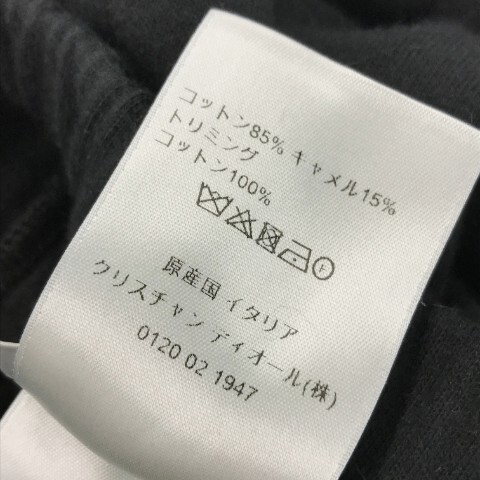 コットン85% キャメル15%
トリミング
コットン100%
F
原産国 イタリア
クリスチャン ディオール(株)
0120 02 1947